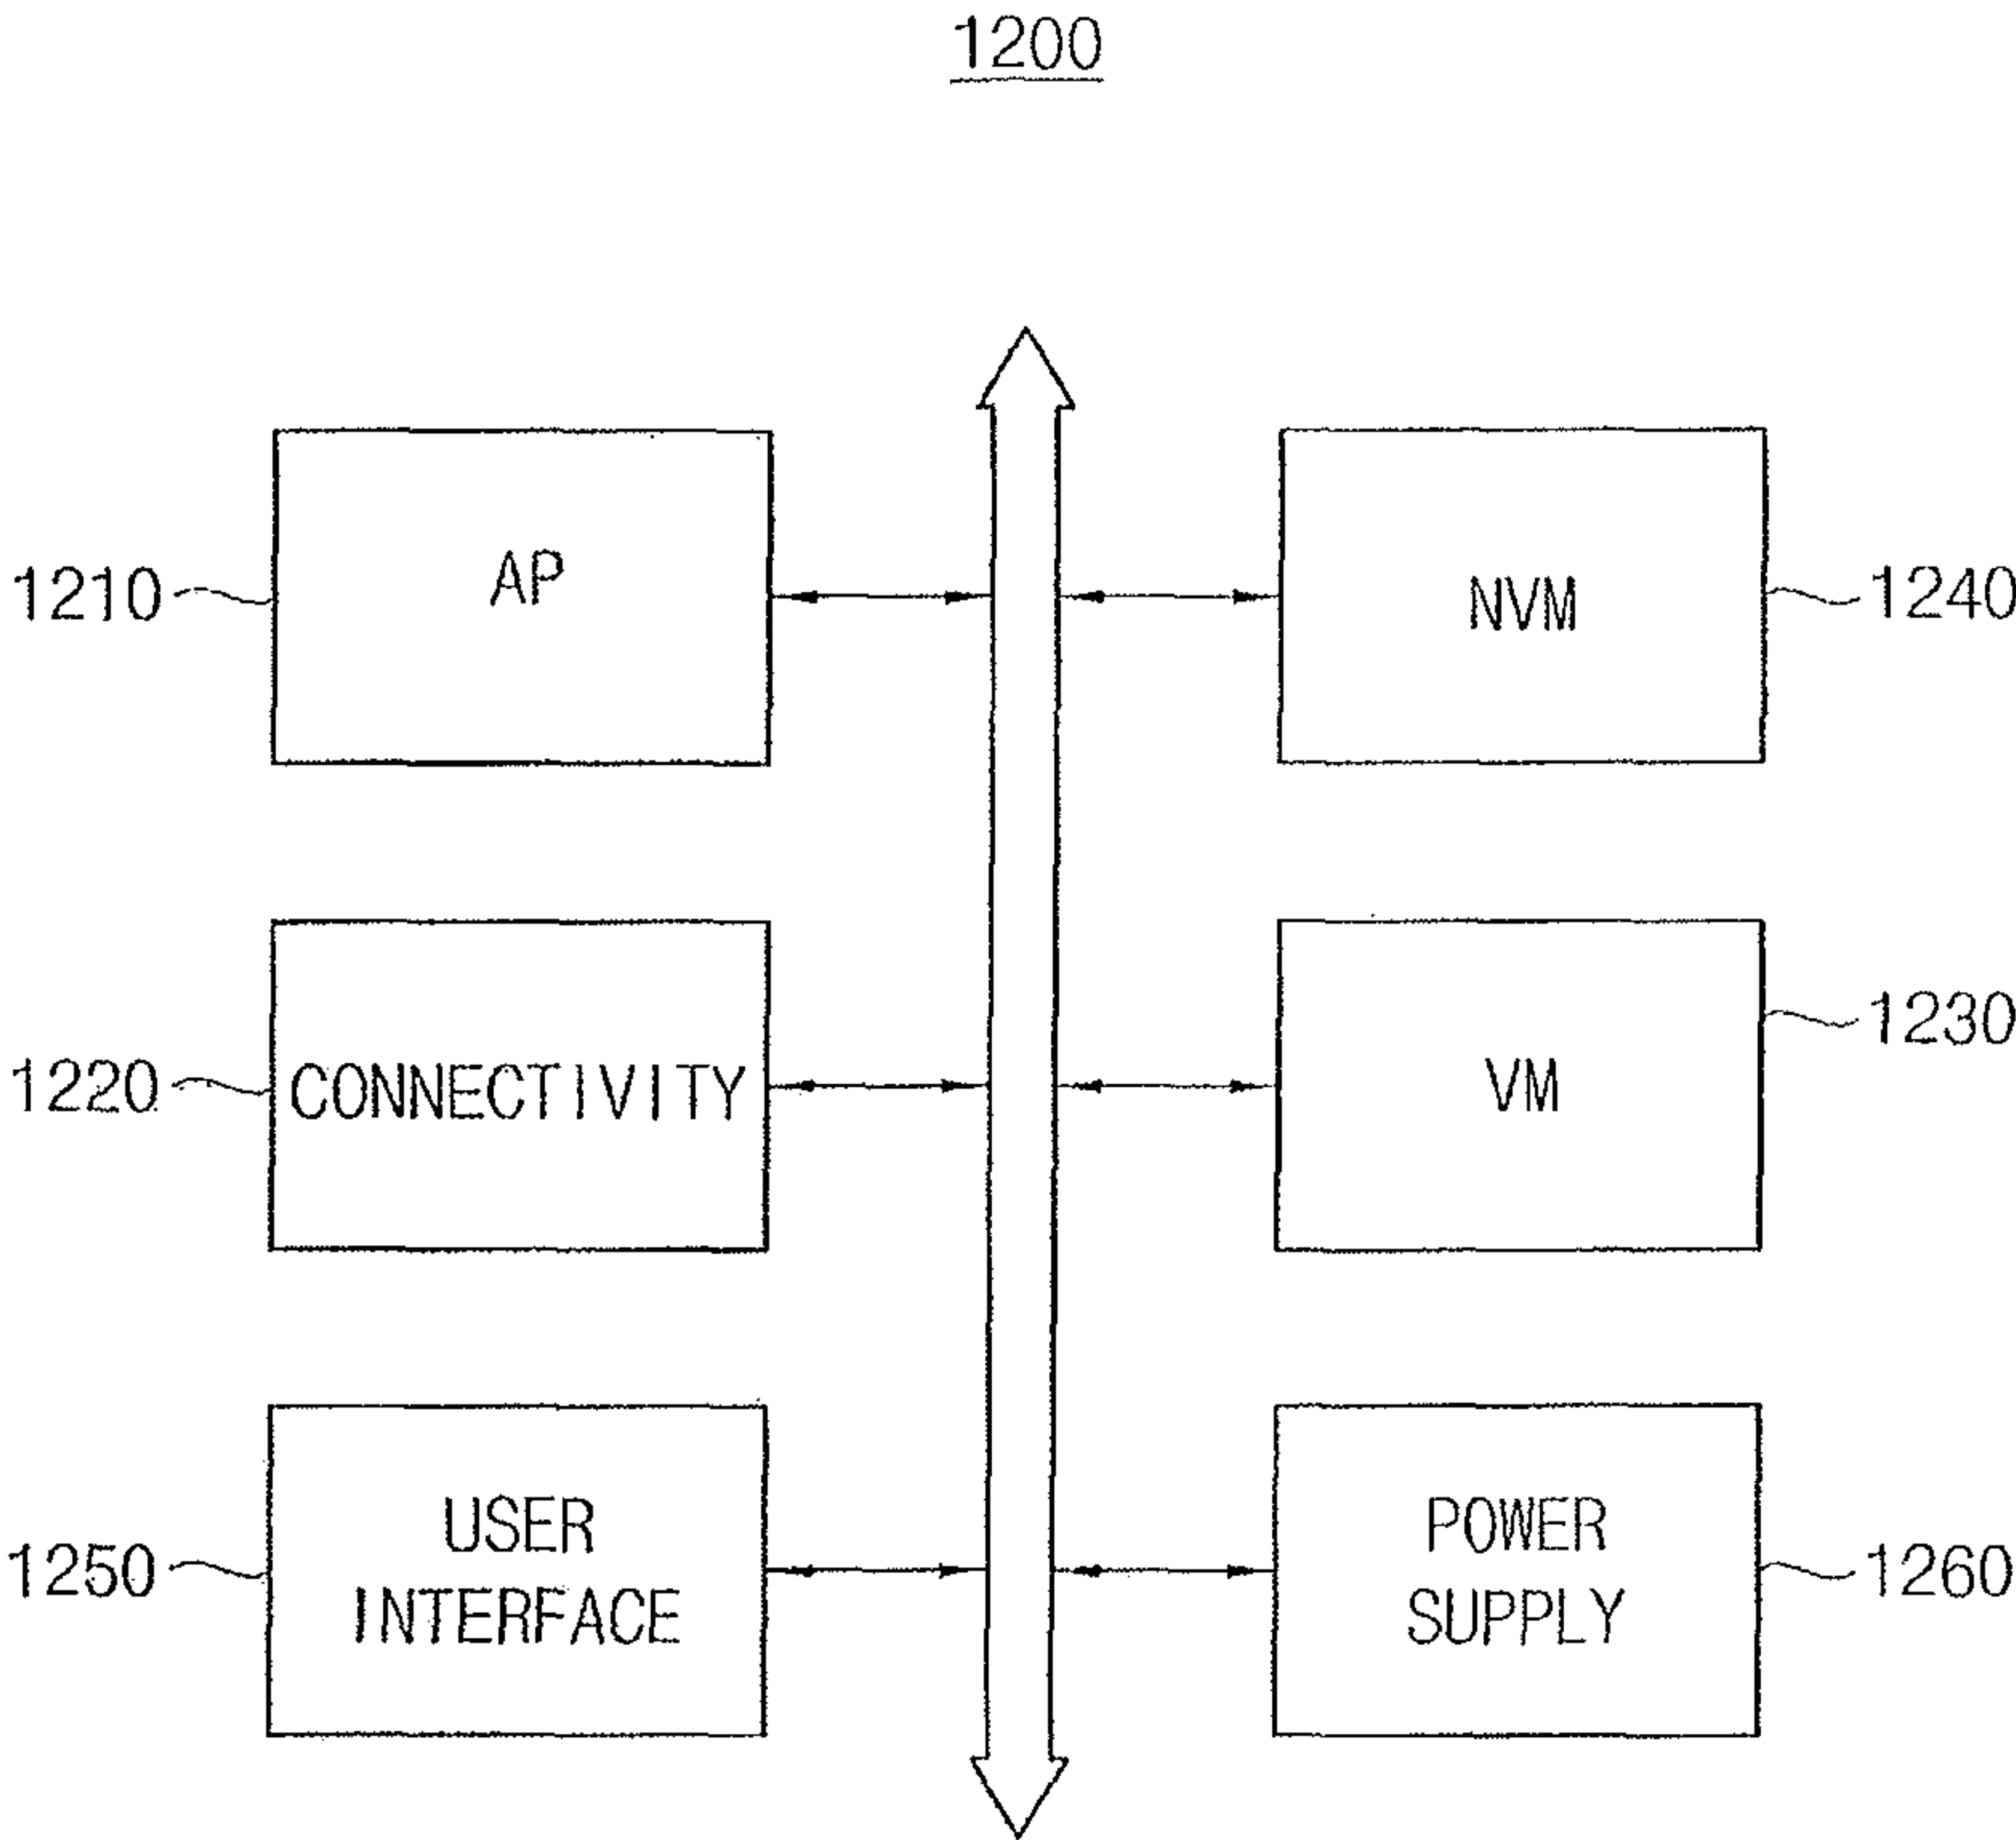 1200
AP
1210
NVM
1240
1220
CONNECTIVITY
VM
1230
1250
USER
INTERFACE
POWER
SUPPLY
1260